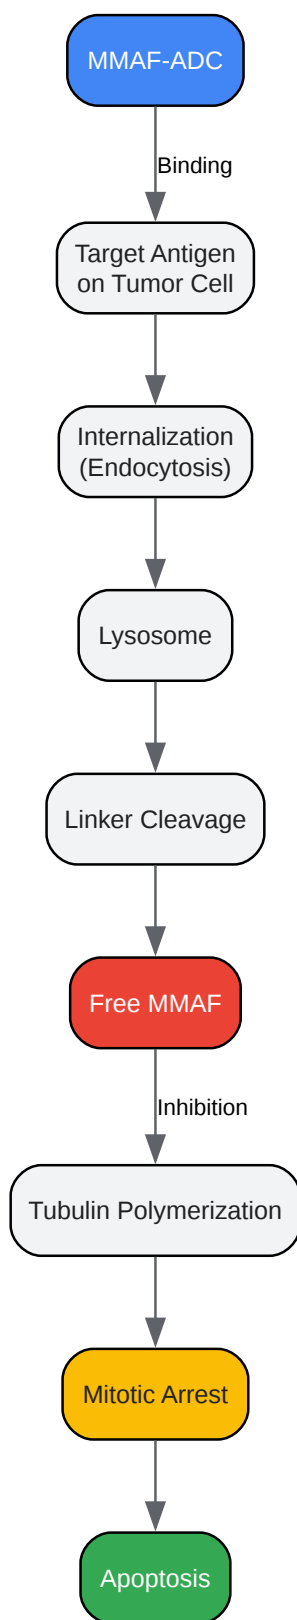 MMAF-ADC
Binding
Target Antigen
on Tumor Cell
Internalization
(Endocytosis)
Lysosome
Linker Cleavage
Free MMAF
Inhibition
Tubulin Polymerization
Mitotic Arrest
Apoptosis